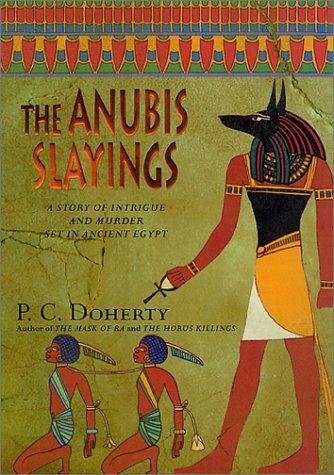 THE ANUBIS
SLAYINGS
A STORY OF INTRIGUE
AND MURDER
SET IN ANCIENT EGYPT
P. C. DOHERTY
Author of THE MASK OF RA and THE HORUS KILLINGS